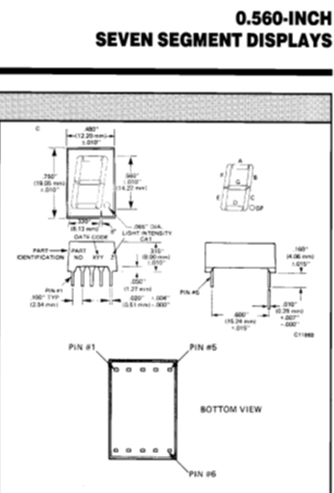 0.560-INCH
SEVEN SEGMENT DISPLAYS
C
.480"
(12.20 mm)
±.010"
.750"
(19.05 mm)
±.010"
.560"
±.010"
(14.22 mm)
A
F
B
G
E
C
D
DP
.320"
(8.13 mm)
8°
DATE CODE
.065" DIA.
LIGHT INTENSITY
CAT.
PART
IDENTIFICATION
PART
NO
XYY
Z
.315"
(8.00 mm)
±.010"
PIN #1
.050"
(1.27 mm)
.100" TYP
(2.54 mm)
.020"
(0.51 mm)
PIN #5
.160"
(4.06 mm)
±.015"
.600"
(15.24 mm)
±.015"
.010"
(0.25 mm)
+.007"
-.000"
PIN #1
PIN #5
BOTTOM VIEW
PIN #6